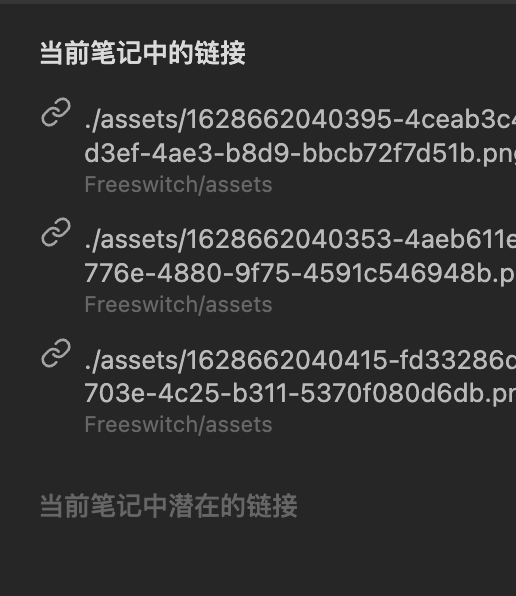 当前笔记中的链接
./assets/1628662040395-4ceab3c4
d3ef-4ae3-b8d9-bbcb72f7d51b.png
Freeswitch/assets
./assets/1628662040353-4aeb611e
776e-4880-9f75-4591c546948b.p
Freeswitch/assets
./assets/1628662040415-fd33286c
703e-4c25-b311-5370f080d6db.pn
Freeswitch/assets
当前笔记中潜在的链接